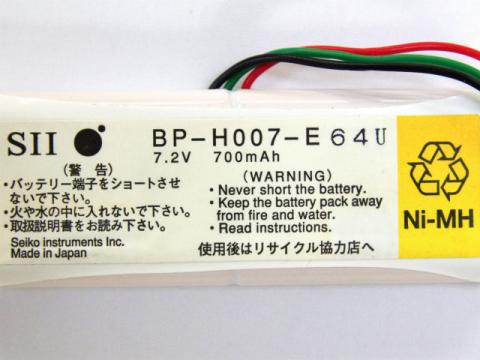 SII
BP-H007-E 64U
7.2V 700mAh
(警告)
・バッテリー端子をショートさせ
ないで下さい。
・火や水の中に入れないで下さい。
・取扱説明書をお読み下さい。
Seiko instruments Inc.
Made in Japan
(WARNING)
• Never short the battery.
• Keep the battery pack away
from fire and water.
• Read instructions.
使用後はリサイクル協力店へ
Ni-MH